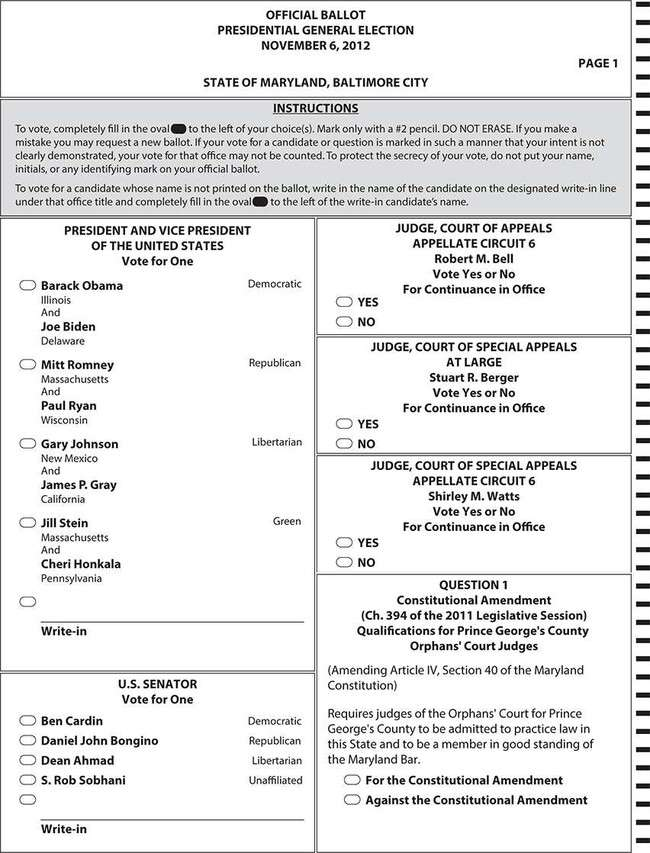 OFFICIAL BALLOT
PRESIDENTIAL GENERAL ELECTION
NOVEMBER 6, 2012
PAGE 1
STATE OF MARYLAND, BALTIMORE CITY
INSTRUCTIONS
To vote, completely fill in the oval to the left of your choice(s). Mark only with a #2 pencil. DO NOT ERASE. If you make a
mistake you may request a new ballot. If your vote for a candidate or question is marked in such a manner that your intent is not
clearly demonstrated, your vote for that office may not be counted. To protect the secrecy of your vote, do not put your name,
initials, or any identifying mark on your official ballot.
To vote for a candidate whose name is not printed on the ballot, write in the name of the candidate on the designated write-in line
under that office title and completely fill in the oval to the left of the write-in candidate's name.
PRESIDENT AND VICE PRESIDENT
OF THE UNITED STATES
Vote for One
Barack Obama Democratic
Illinois
And
Joe Biden
Delaware
Mitt Romney Republican
Massachusetts
And
Paul Ryan
Wisconsin
Gary Johnson Libertarian
New Mexico
And
James P. Gray
California
Jill Stein Green
Massachusetts
And
Cheri Honkala
Pennsylvania
Write-in
U.S. SENATOR
Vote for One
Ben Cardin Democratic
Daniel John Bongino Republican
Dean Ahmad Libertarian
S. Rob Sobhani Unaffiliated
Write-in
JUDGE, COURT OF APPEALS
APPELLATE CIRCUIT 6
Robert M. Bell
Vote Yes or No
For Continuance in Office
YES
NO
JUDGE, COURT OF SPECIAL APPEALS
AT LARGE
Stuart R. Berger
Vote Yes or No
For Continuance in Office
YES
NO
JUDGE, COURT OF SPECIAL APPEALS
APPELLATE CIRCUIT 6
Shirley M. Watts
Vote Yes or No
For Continuance in Office
YES
NO
QUESTION 1
Constitutional Amendment
(Ch. 394 of the 2011 Legislative Session)
Qualifications for Prince George's County
Orphans' Court Judges
(Amending Article IV, Section 40 of the Maryland
Constitution)
Requires judges of the Orphans' Court for Prince
George's County to be admitted to practice law in
this State and to be a member in good standing of
the Maryland Bar.
For the Constitutional Amendment
Against the Constitutional Amendment